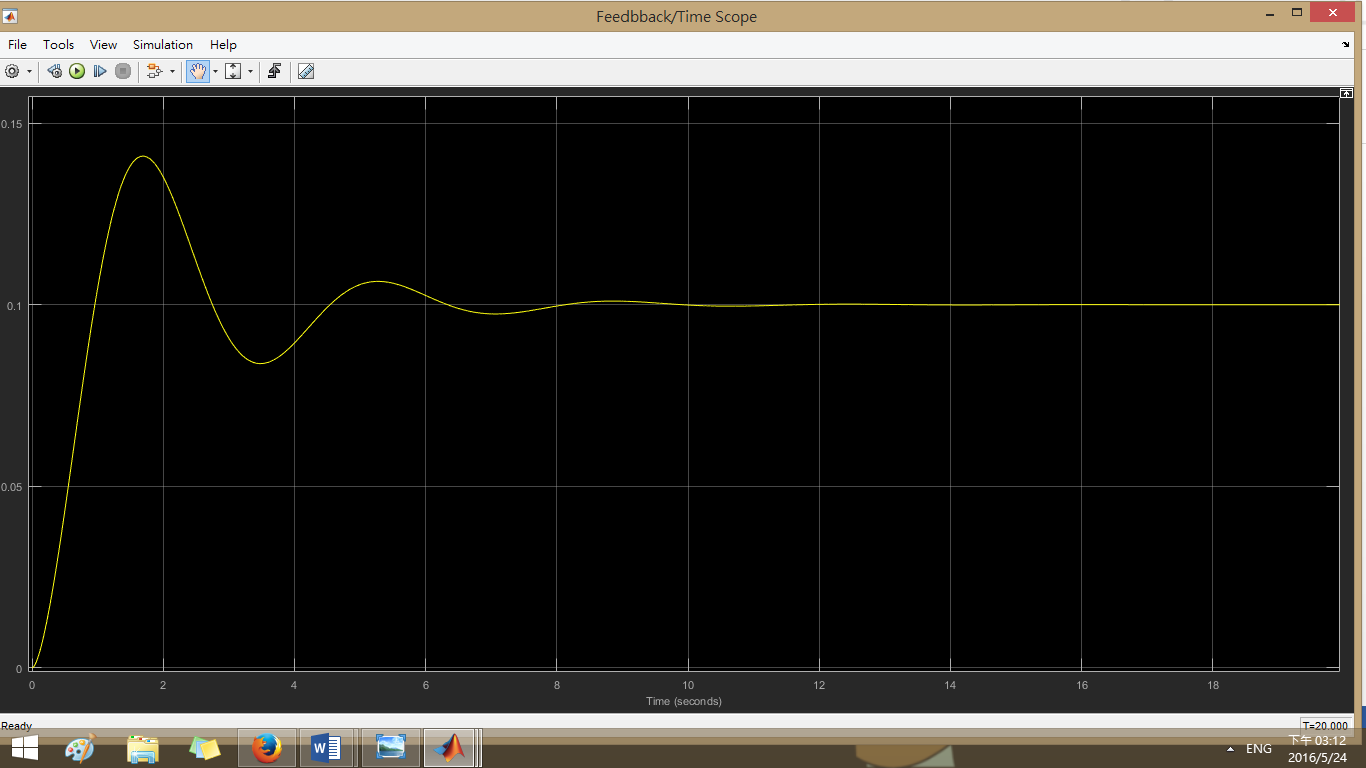 Feedbback/Time Scope
File Tools View Simulation Help
0.15
0.1
0.05
0
0 2 4 6 8 10 12 14 16 18
Time (seconds)
Ready
T=20.000
ENG
下午 03:12
2016/5/24